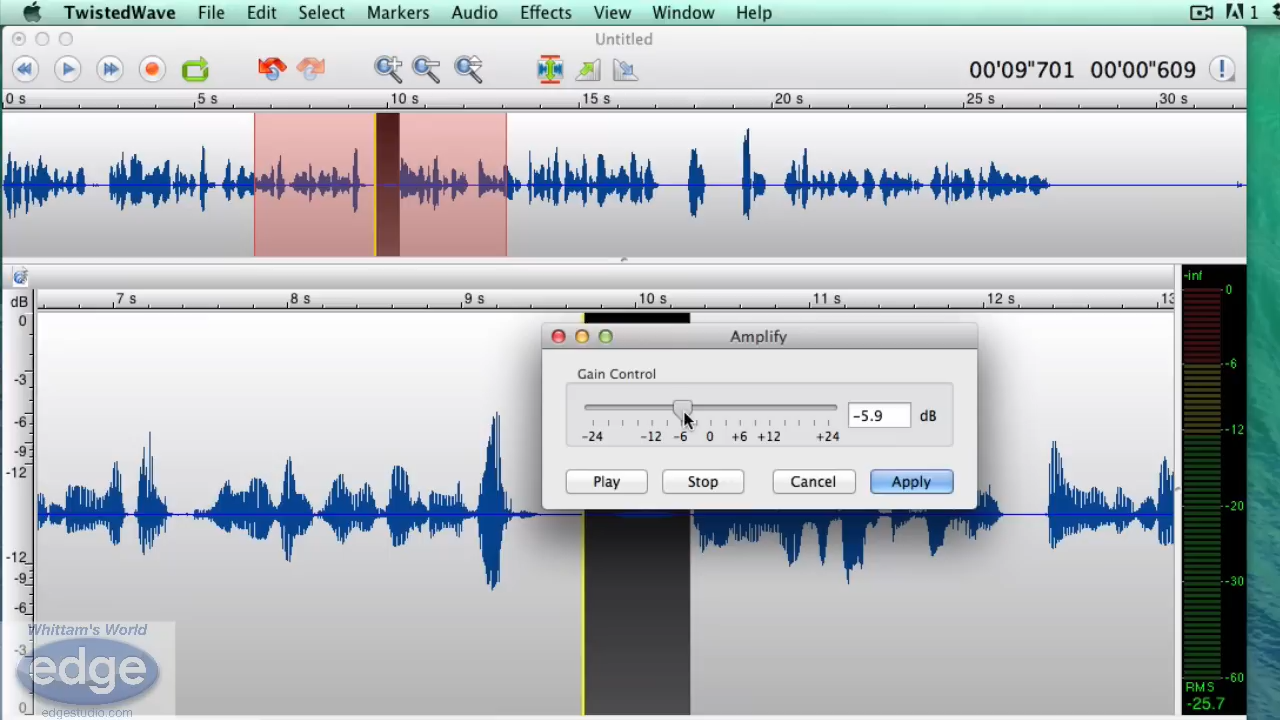 TwistedWave File Edit Select Markers Audio Effects View Window Help 1
Untitled
00'09"701 00'00"609
0 s 5 s 10 s 15 s 20 s 25 s 30 s
dB 7 s 8 s 9 s 10 s 11 s 12 s 13
0
-3
-6
-9
-12
-12
-9
-6
-3
0
Amplify
Gain Control
-5.9 dB
-24 -12 -6 0 +6 +12 +24
Play Stop Cancel Apply
-inf
0
-6
-12
-20
-30
-60
RMS
-25.7
Whittam's World
edge
edgestudio.com